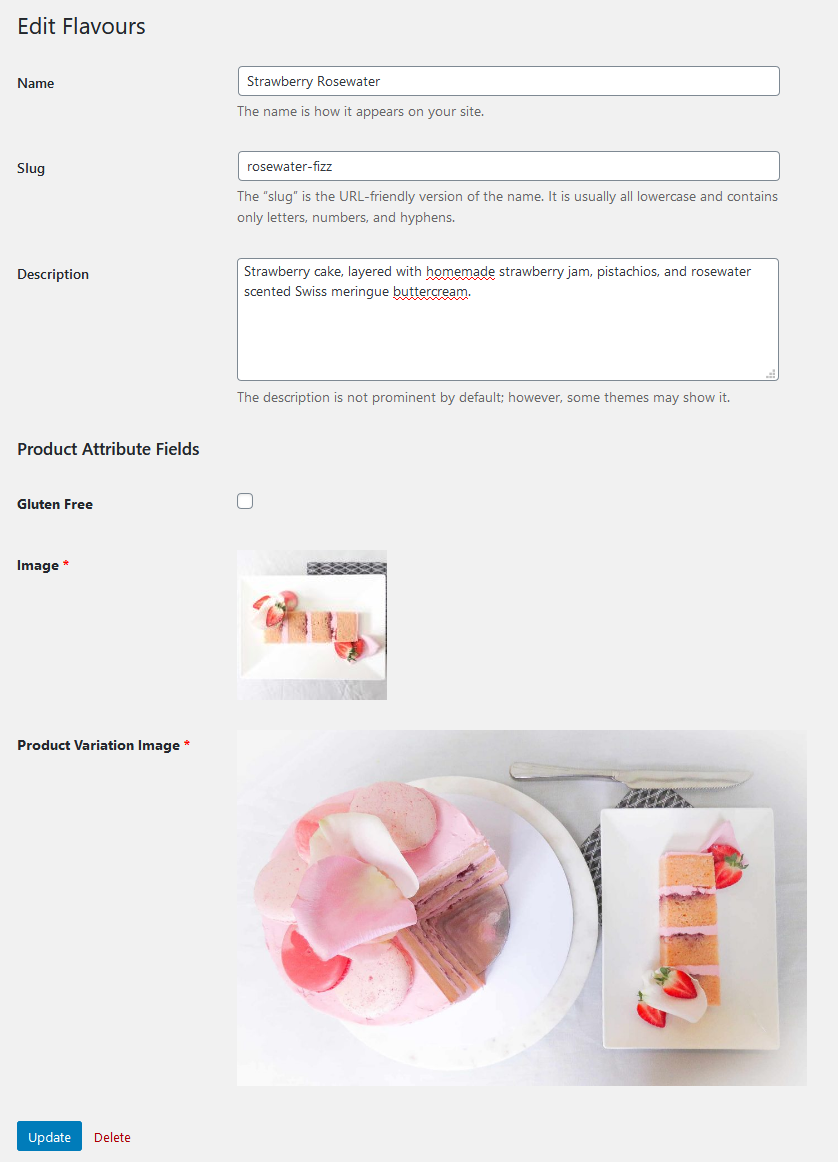 Edit Flavours
Name
Strawberry Rosewater
The name is how it appears on your site.
Slug
rosewater-fizz
The “slug” is the URL-friendly version of the name. It is usually all lowercase and contains
only letters, numbers, and hyphens.
Description
Strawberry cake, layered with homemade strawberry jam, pistachios, and rosewater
scented Swiss meringue buttercream.
The description is not prominent by default; however, some themes may show it.
Product Attribute Fields
Gluten Free
Image *
Product Variation Image *
Update Delete